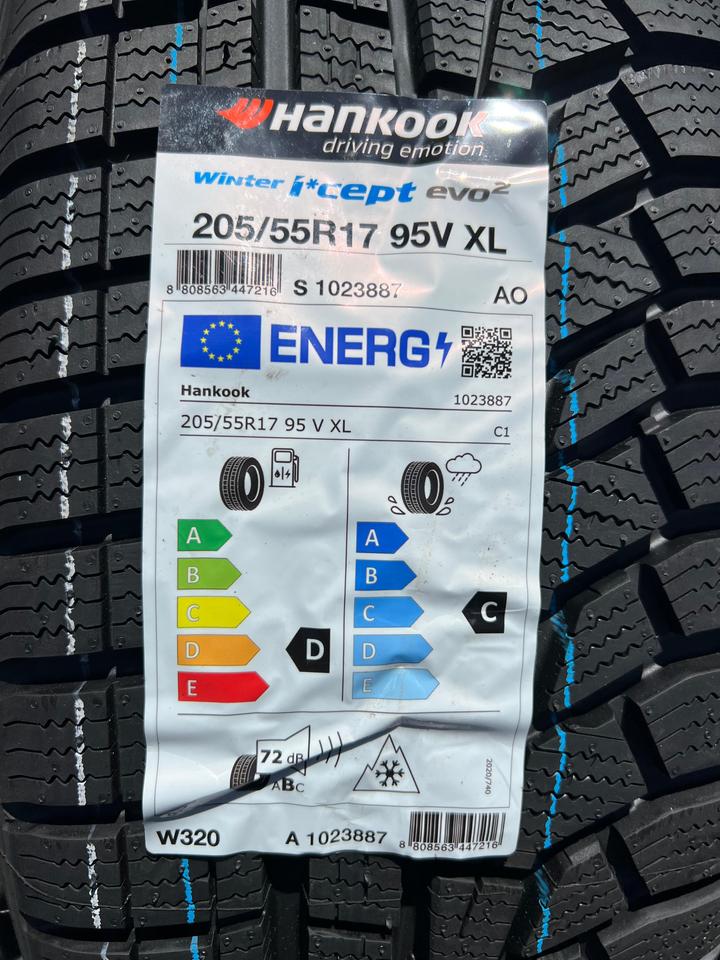 Hankook
driving emotion
Winter i*cept evo2
205/55R17 95V XL
8 808563 447216
S 1023887
AO
ENERG
Hankook
1023887
205/55R17 95 V XL
C1
A
B
C
D
E
D
A
B
C
D
E
C
72 dB
ABC
2020/740
W320
A 1023887
8 808563 447216